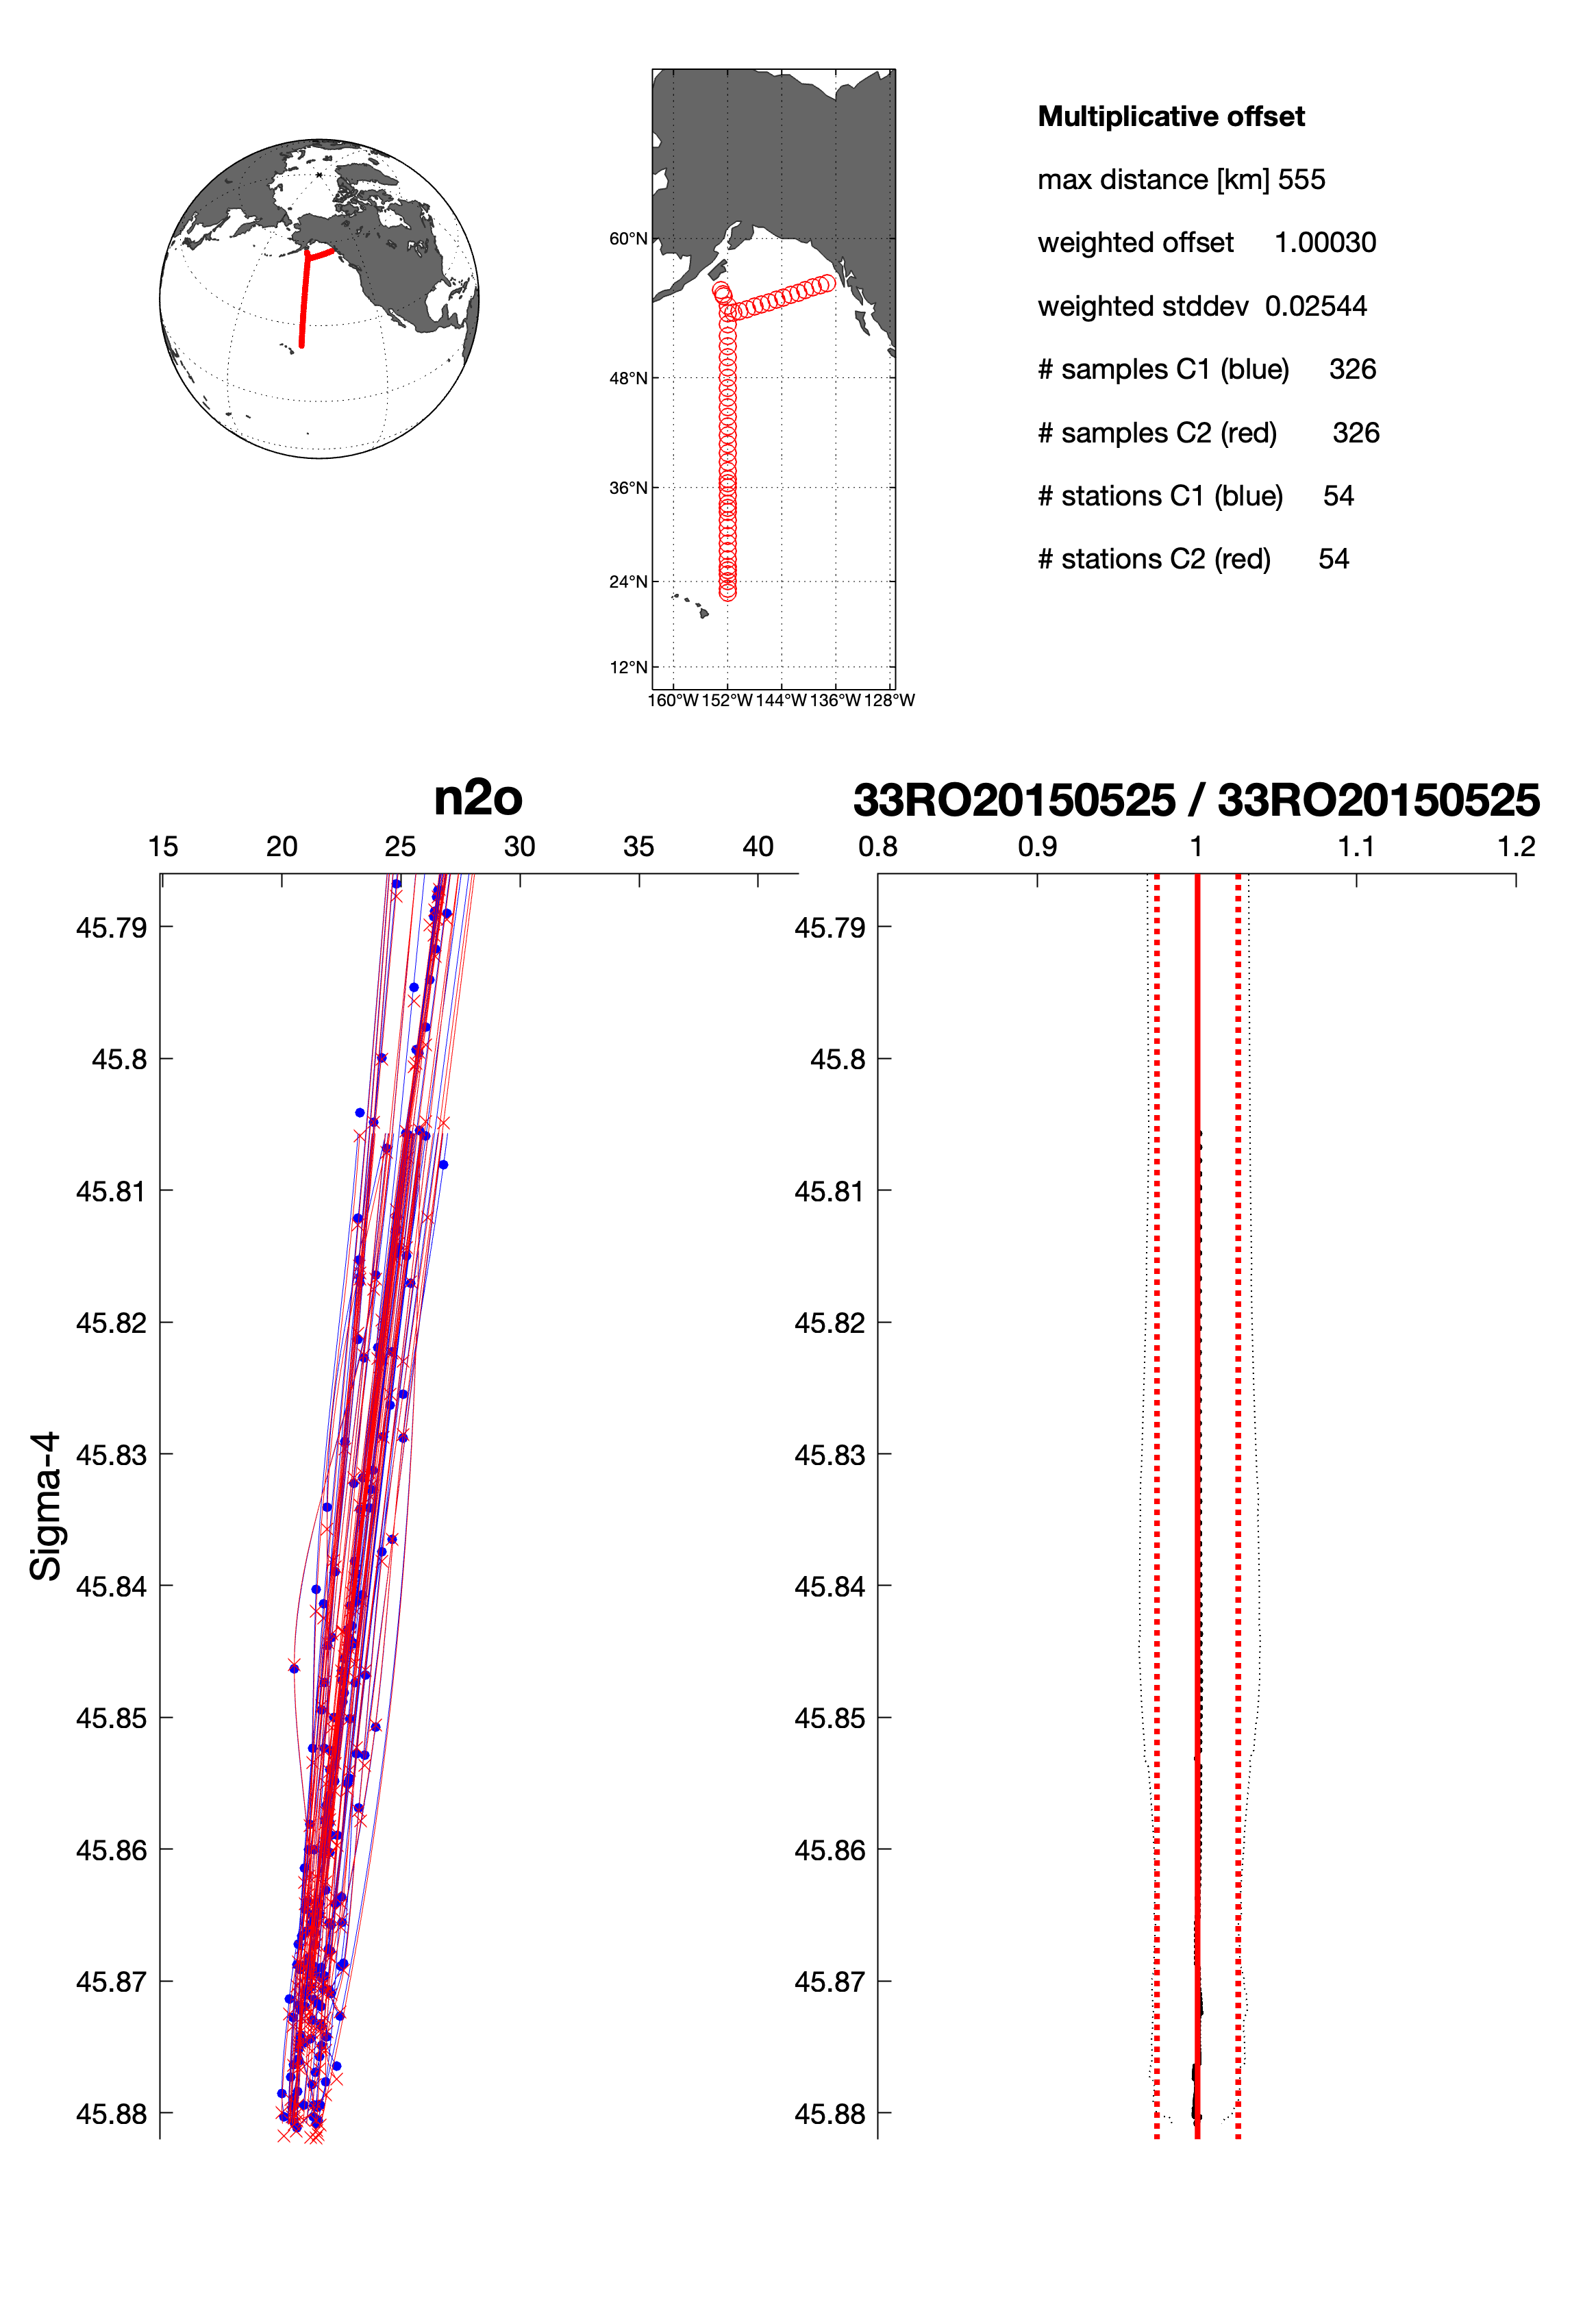 Multiplicative offset
max distance [km] 555
weighted offset 1.00030
weighted stddev 0.02544
# samples C1 (blue) 326
# samples C2 (red) 326
# stations C1 (blue) 54
# stations C2 (red) 54
60°N
48°N
36°N
24°N
12°N
160°W 152°W 144°W 136°W 128°W
n2o
15 20 25 30 35 40
45.79
45.8
45.81
45.82
45.83
45.84
45.85
45.86
45.87
45.88
Sigma-4
33RO20150525 / 33RO20150525
0.8 0.9 1 1.1 1.2
45.79
45.8
45.81
45.82
45.83
45.84
45.85
45.86
45.87
45.88